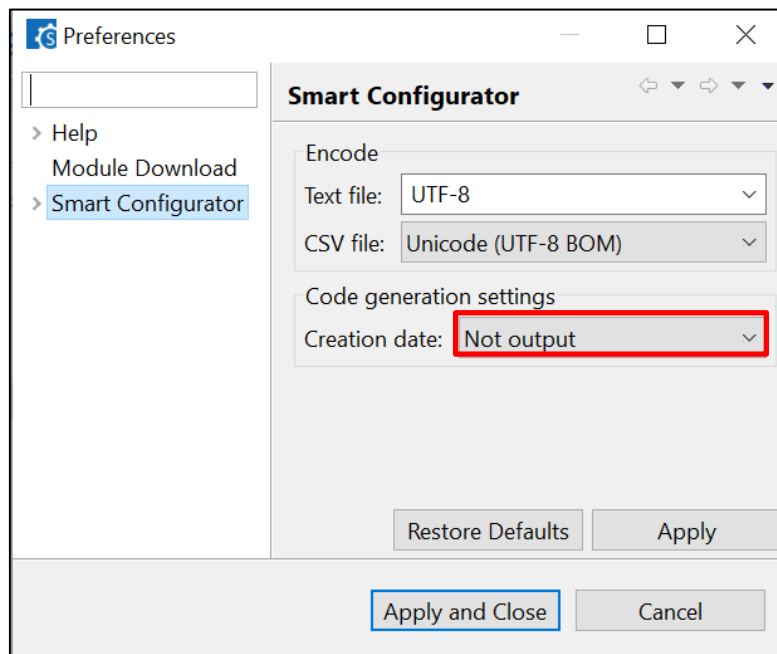 Preferences
Smart Configurator
Help
Module Download
Smart Configurator
Encode
Text file: UTF-8
CSV file: Unicode (UTF-8 BOM)
Code generation settings
Creation date: Not output
Restore Defaults Apply
Apply and Close Cancel